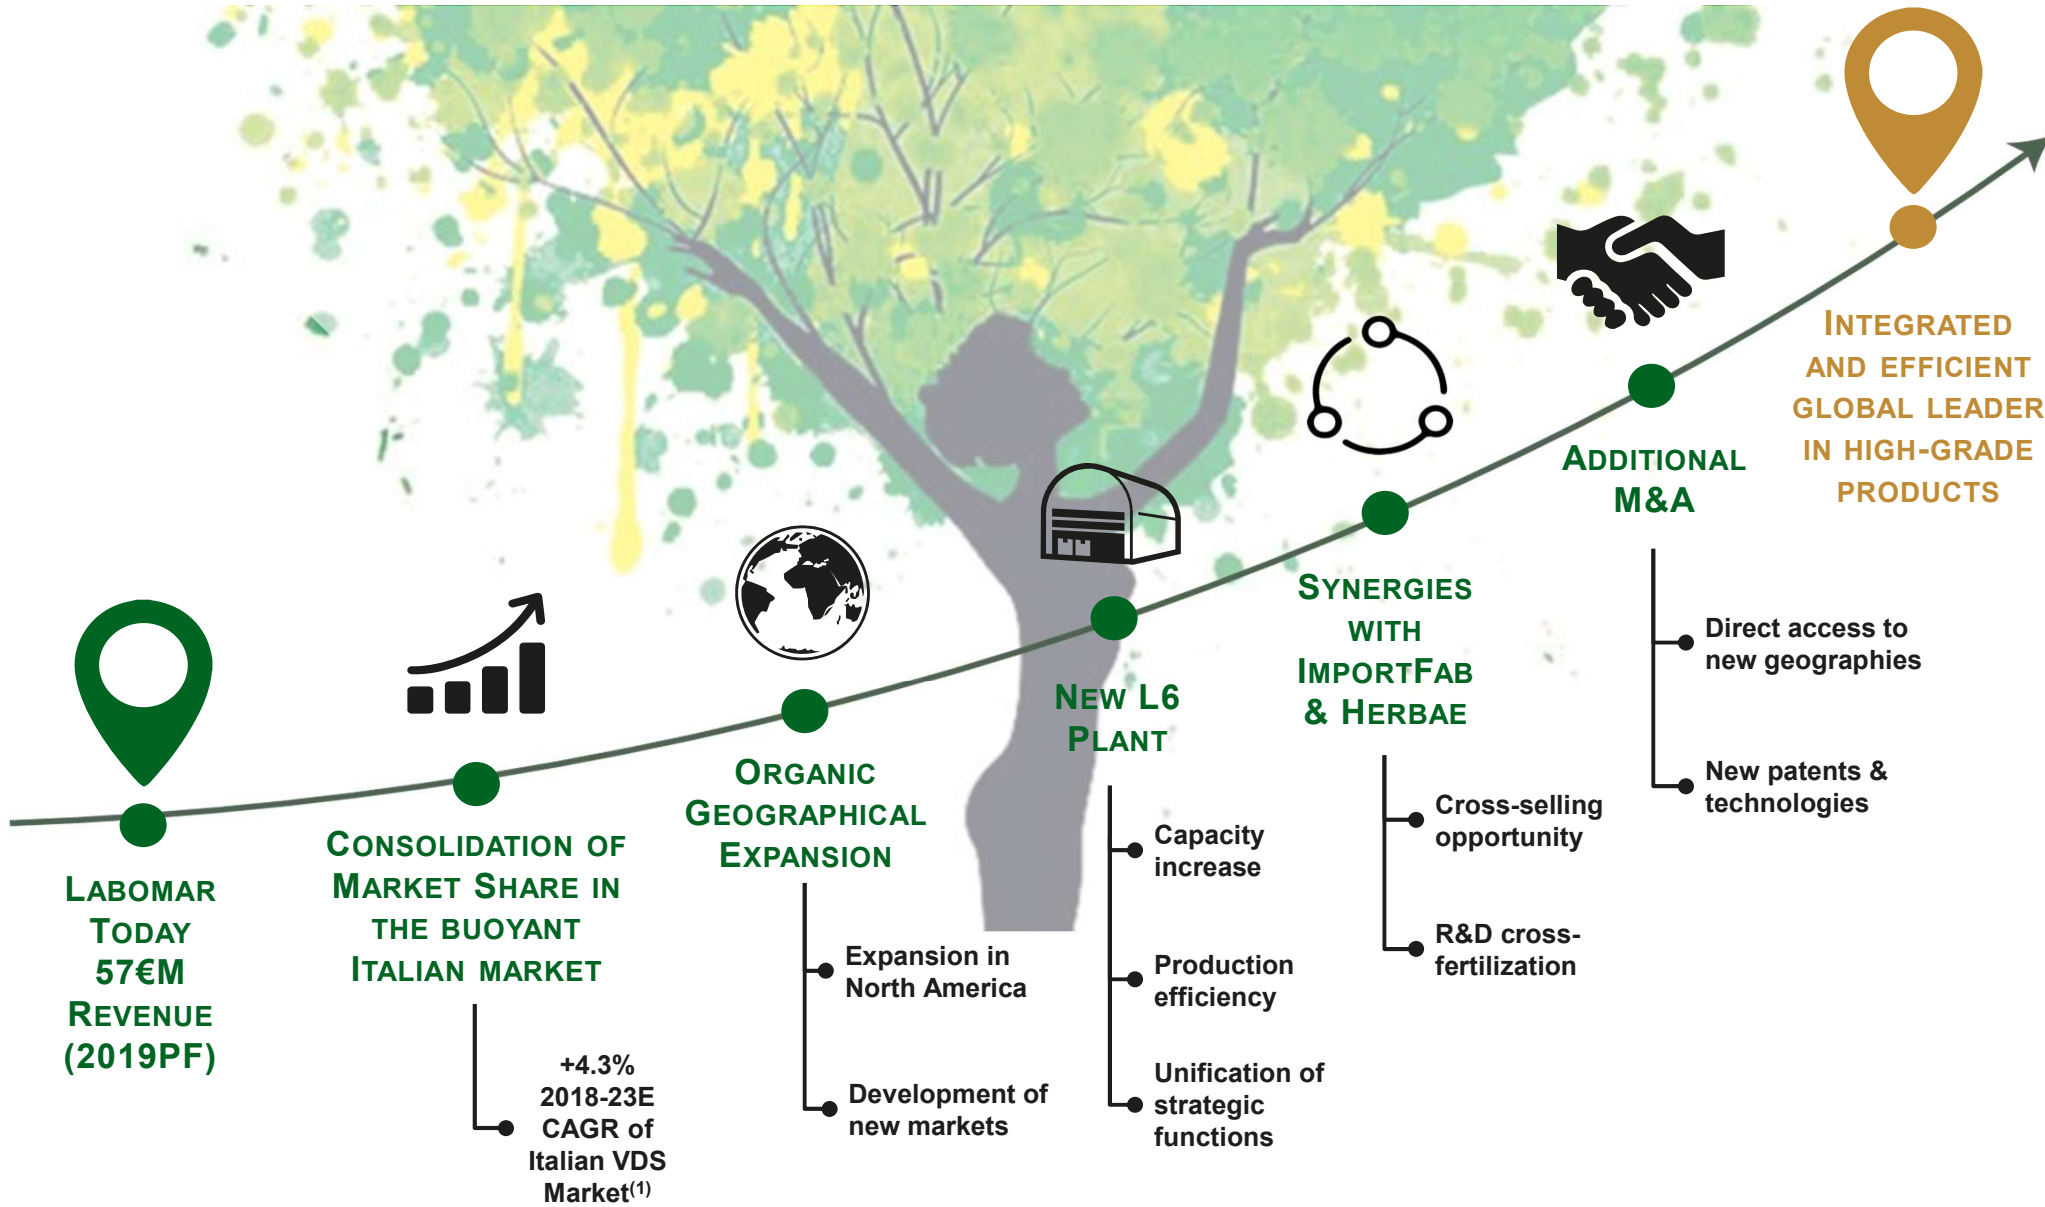 LABOMAR
TODAY
57€M
REVENUE
(2019PF)
CONSOLIDATION OF
MARKET SHARE IN
THE BUOYANT
ITALIAN MARKET
+4.3%
2018-23E
CAGR of
Italian VDS
Market(1)
ORGANIC
GEOGRAPHICAL
EXPANSION
Expansion in
North America
Development of
new markets
NEW L6
PLANT
Capacity
increase
Production
efficiency
Unification of
strategic
functions
SYNERGIES
WITH
IMPORTFAB
& HERBAE
Cross-selling
opportunity
R&D cross-
fertilization
ADDITIONAL
M&A
Direct access to
new geographies
New patents &
technologies
INTEGRATED
AND EFFICIENT
GLOBAL LEADER
IN HIGH-GRADE
PRODUCTS